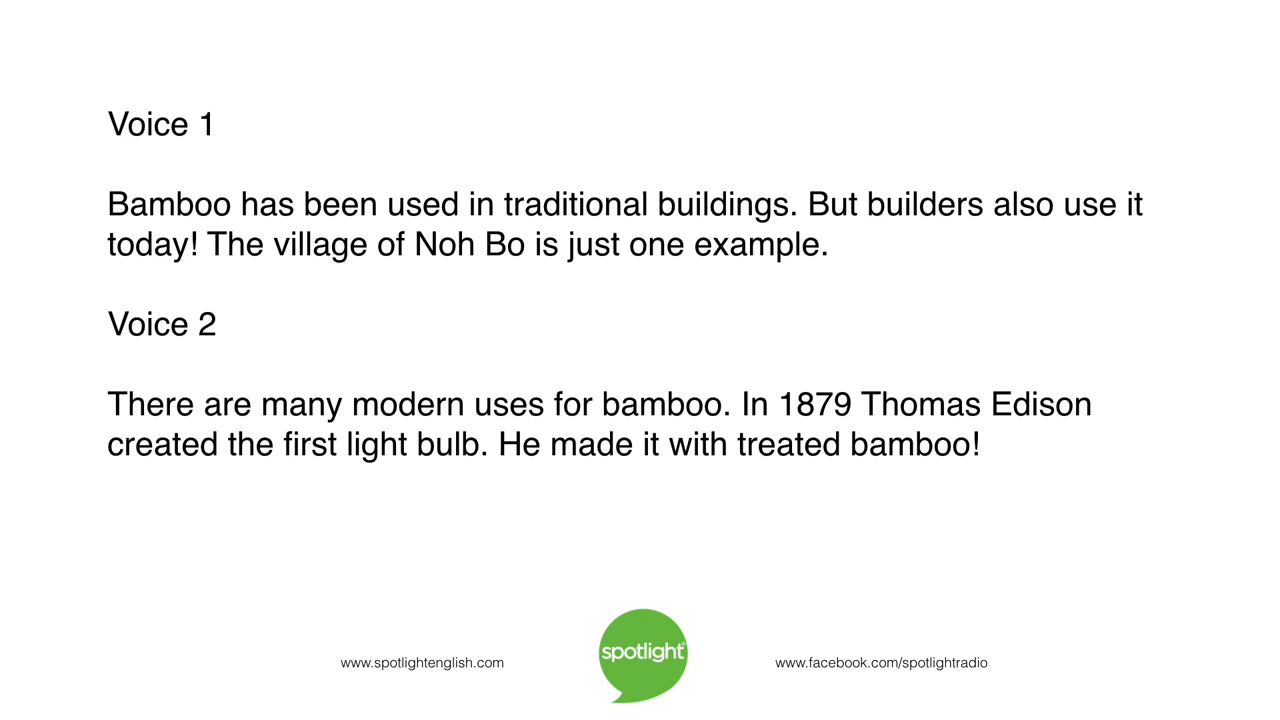 Voice 1
Bamboo has been used in traditional buildings. But builders also use it
today! The village of Noh Bo is just one example.
Voice 2
There are many modern uses for bamboo. In 1879 Thomas Edison
created the first light bulb. He made it with treated bamboo!
www.spotlightenglish.com
spotlight®
www.facebook.com/spotlightradio